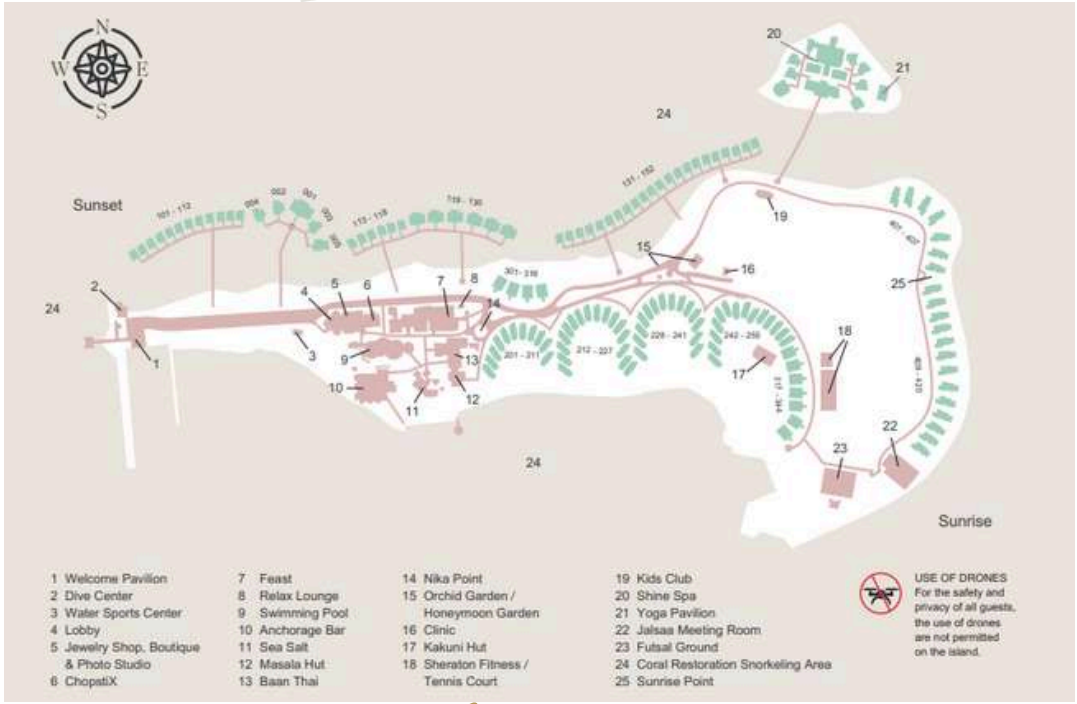 N
W E
S
20
21
24
Sunset
101 - 112
004
002
001
003
005
113 - 118
119 - 130
131 - 152
19
401 - 407
15
16
25
301 - 316
24
2
4
5
6
7
8
14
3
1
9
13
10
11
12
201 - 211
212 - 227
228 - 241
242 - 256
17
18
409 - 420
22
23
24
Sunrise
1 Welcome Pavilion
2 Dive Center
3 Water Sports Center
4 Lobby
5 Jewelry Shop, Boutique
& Photo Studio
6 ChopstiX
7 Feast
8 Relax Lounge
9 Swimming Pool
10 Anchorage Bar
11 Sea Salt
12 Masala Hut
13 Baan Thai
14 Nika Point
15 Orchid Garden /
Honeymoon Garden
16 Clinic
17 Kakuni Hut
18 Sheraton Fitness /
Tennis Court
19 Kids Club
20 Shine Spa
21 Yoga Pavilion
22 Jalsaa Meeting Room
23 Futsal Ground
24 Coral Restoration Snorkeling Area
25 Sunrise Point
USE OF DRONES
For the safety and
privacy of all guests,
the use of drones
are not permitted
on the island.